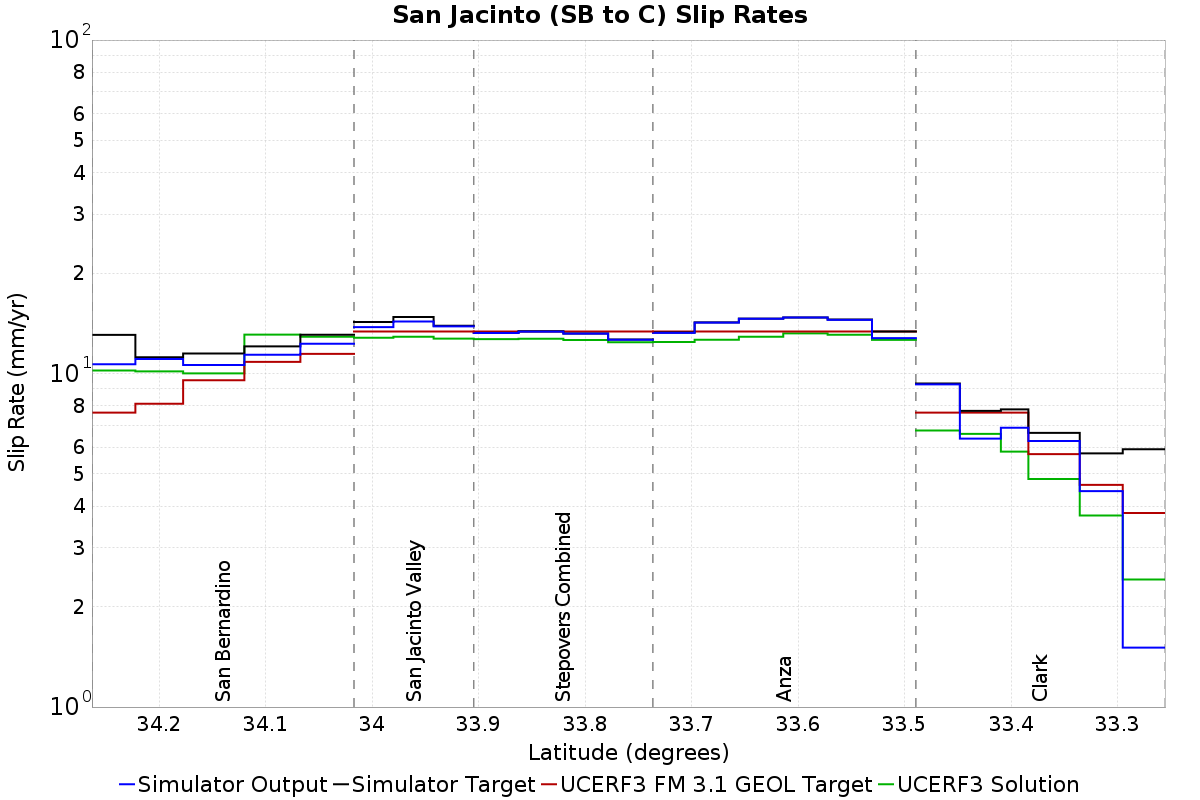 San Jacinto (SB to C) Slip Rates
10²
8
6
5
4
3
2
10¹
8
6
5
4
3
2
10⁰
Slip Rate (mm/yr)
San Bernardino
San Jacinto Valley
Stepovers Combined
Anza
Clark
34.2 34.1 34 33.9 33.8 33.7 33.6 33.5 33.4 33.3
Latitude (degrees)
Simulator Output Simulator Target UCERF3 FM 3.1 GEOL Target UCERF3 Solution